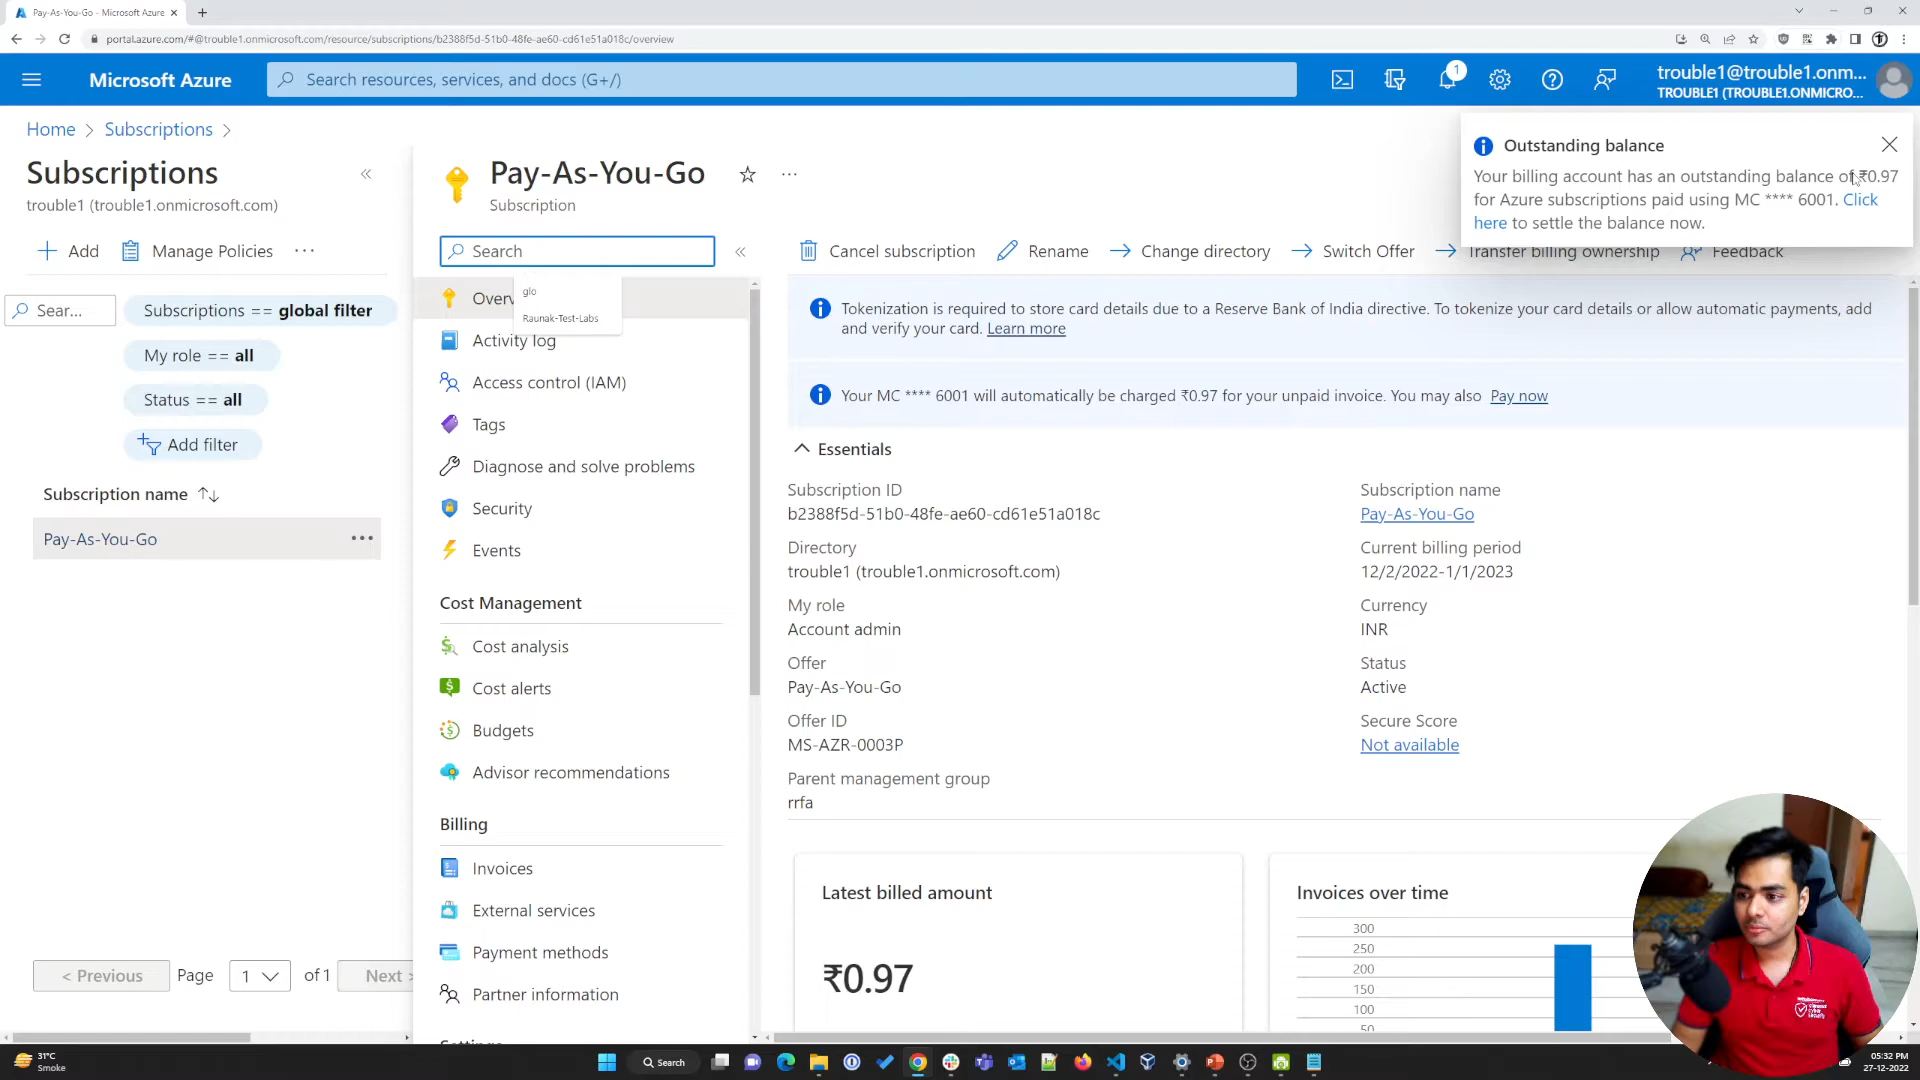 Pay-As-You-Go - Microsoft Azure
portal.azure.com/#@trouble1.onmicrosoft.com/resource/subscriptions/b2388f5d-51b0-48fe-ae60-cd61e51a018c/overview
Microsoft Azure
Search resources, services, and docs (G+/)
1
trouble1@trouble1.onm...
TROUBLE1 (TROUBLE1.ONMICRO...
Home > Subscriptions >
Subscriptions
trouble1 (trouble1.onmicrosoft.com)
Add
Manage Policies
Sear...
Subscriptions == global filter
My role == all
Status == all
Add filter
Subscription name
Pay-As-You-Go
< Previous
Page
1
of 1
Next >
Pay-As-You-Go
Subscription
Search
glo
Raunak-Test-Labs
Activity log
Access control (IAM)
Tags
Diagnose and solve problems
Security
Events
Cost Management
Cost analysis
Cost alerts
Budgets
Advisor recommendations
Billing
Invoices
External services
Payment methods
Partner information
Cancel subscription
Rename
Change directory
Switch Offer
Transfer billing ownership
Feedback
Outstanding balance
Your billing account has an outstanding balance of ₹0.97
for Azure subscriptions paid using MC **** 6001. Click
here to settle the balance now.
Tokenization is required to store card details due to a Reserve Bank of India directive. To tokenize your card details or allow automatic payments, add
and verify your card. Learn more
Your MC **** 6001 will automatically be charged ₹0.97 for your unpaid invoice. You may also Pay now
Essentials
Subscription ID
b2388f5d-51b0-48fe-ae60-cd61e51a018c
Directory
trouble1 (trouble1.onmicrosoft.com)
My role
Account admin
Offer
Pay-As-You-Go
Offer ID
MS-AZR-0003P
Parent management group
rrfa
Subscription name
Pay-As-You-Go
Current billing period
12/2/2022-1/1/2023
Currency
INR
Status
Active
Secure Score
Not available
Latest billed amount
₹0.97
Invoices over time
300
250
200
150
100
50
31°C
Smoke
Search
05:32 PM
27-12-2022